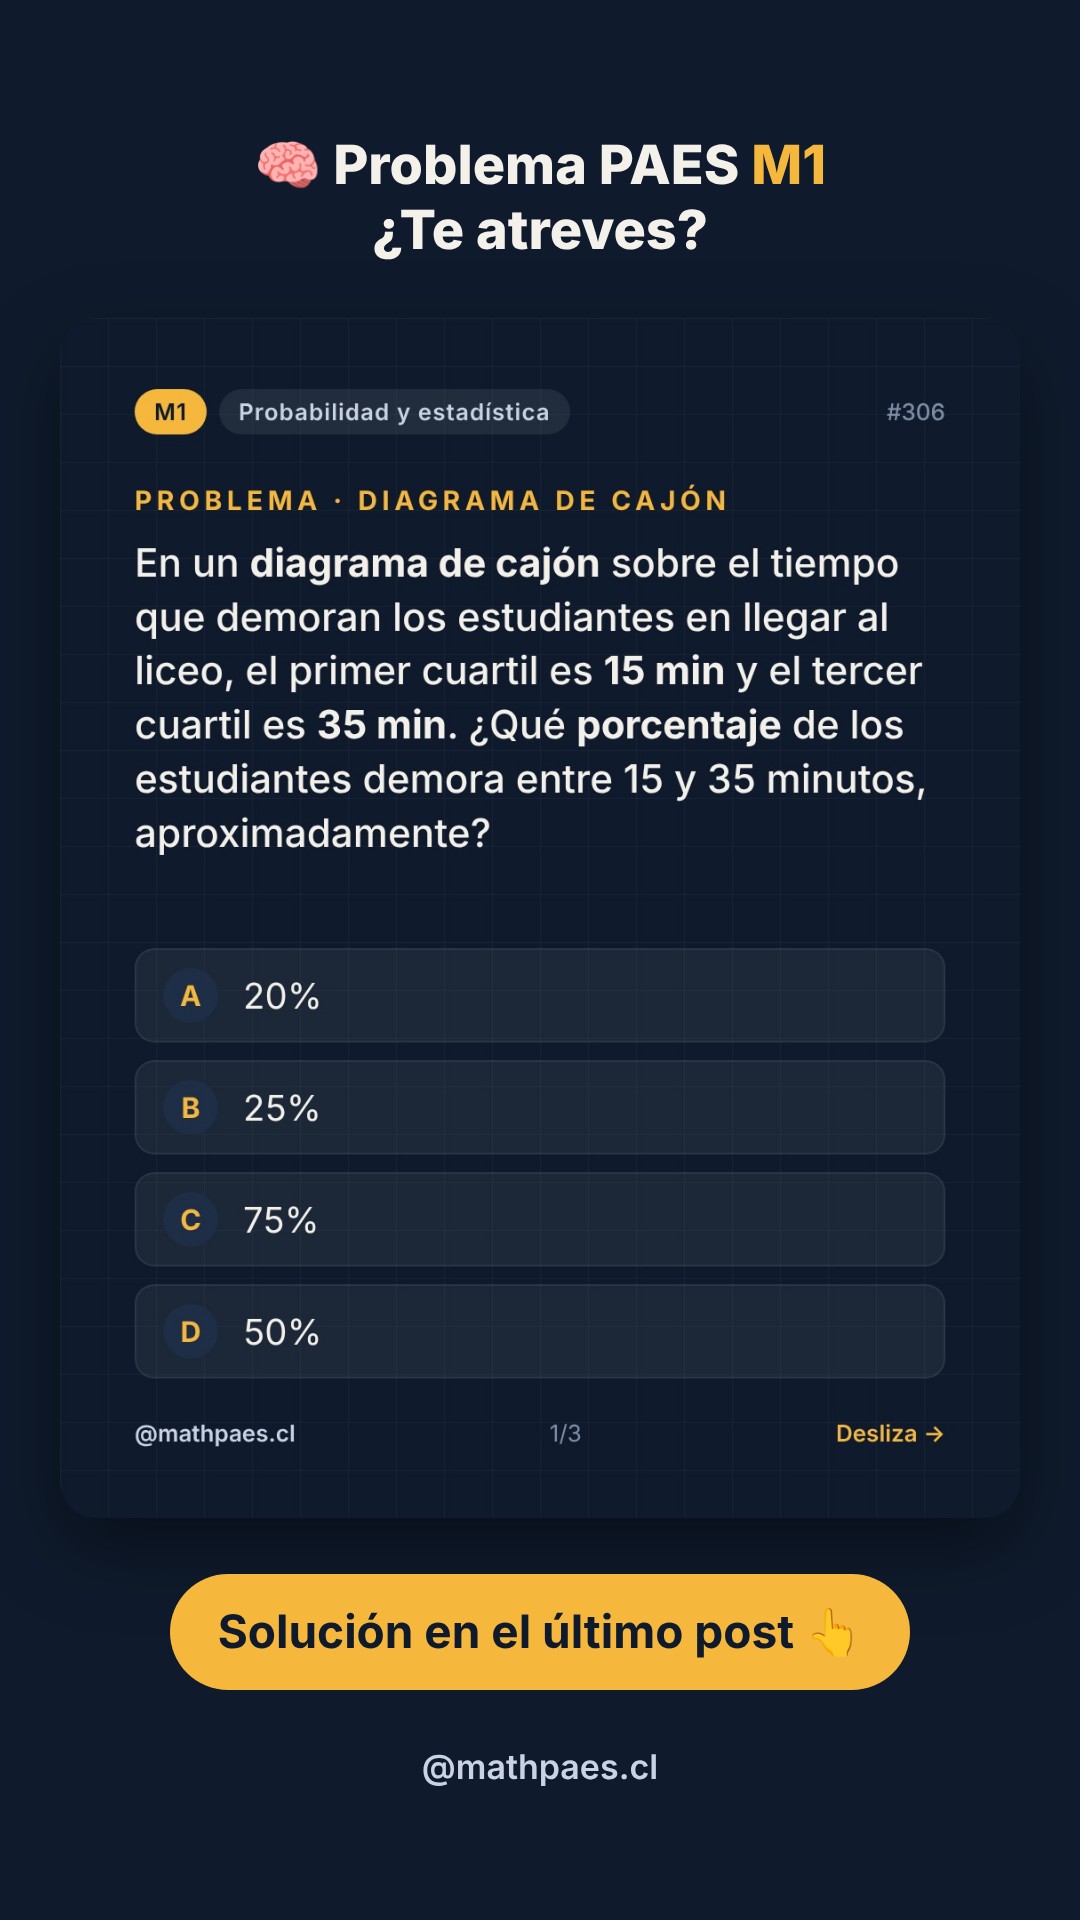 🧠 Problema PAES M1
¿Te atreves?
M1 Probabilidad y estadística #306
PROBLEMA · DIAGRAMA DE CAJÓN
En un diagrama de cajón sobre el tiempo
que demoran los estudiantes en llegar al
liceo, el primer cuartil es 15 min y el tercer
cuartil es 35 min. ¿Qué porcentaje de los
estudiantes demora entre 15 y 35 minutos,
aproximadamente?
A 20%
B 25%
C 75%
D 50%
@mathpaes.cl 1/3 Desliza →
Solución en el último post 👆
@mathpaes.cl